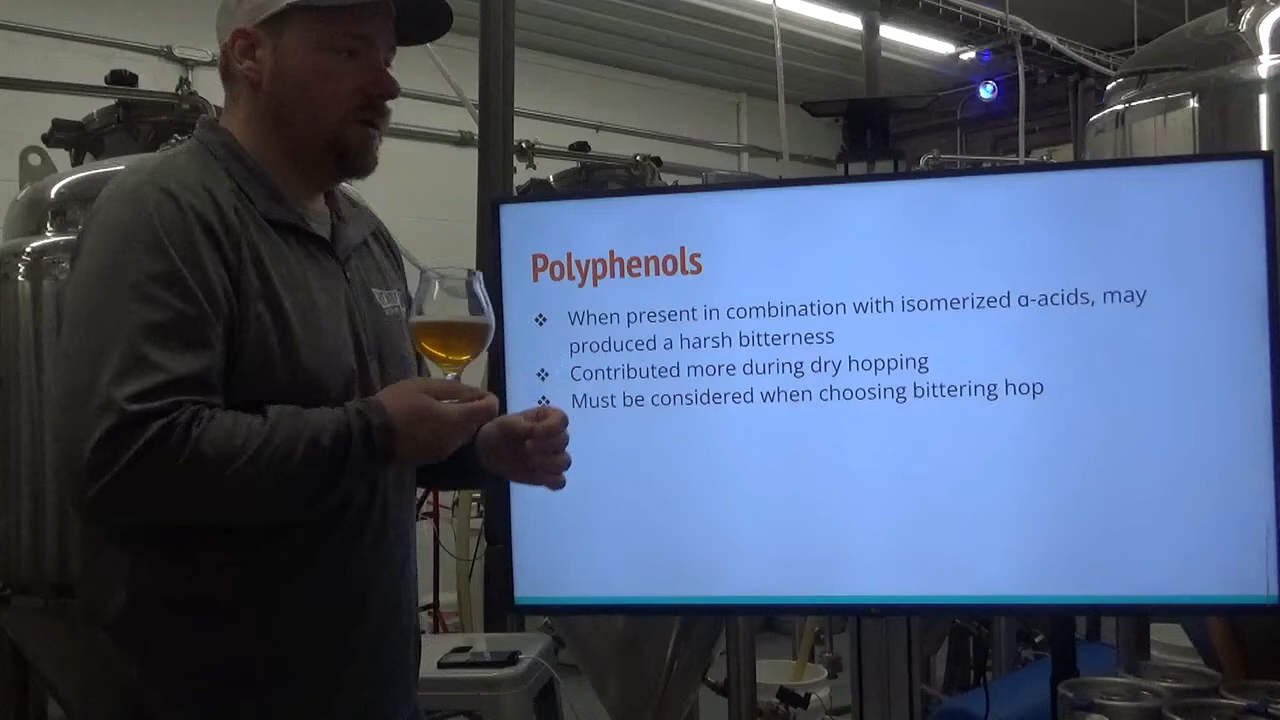 Polyphenols
❖ When present in combination with isomerized α-acids, may
produced a harsh bitterness
❖ Contributed more during dry hopping
❖ Must be considered when choosing bittering hop